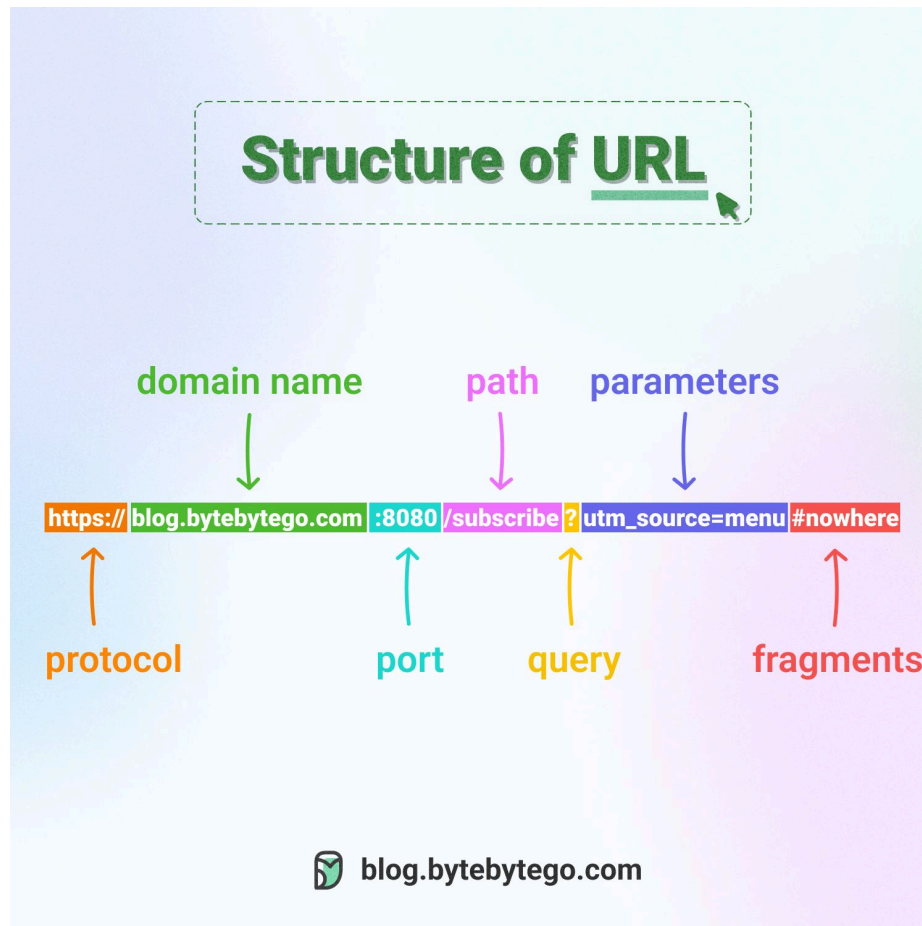 Structure of URL
domain name path parameters
https:// blog.bytebytego.com :8080 /subscribe ? utm_source=menu #nowhere
protocol port query fragments
blog.bytebytego.com